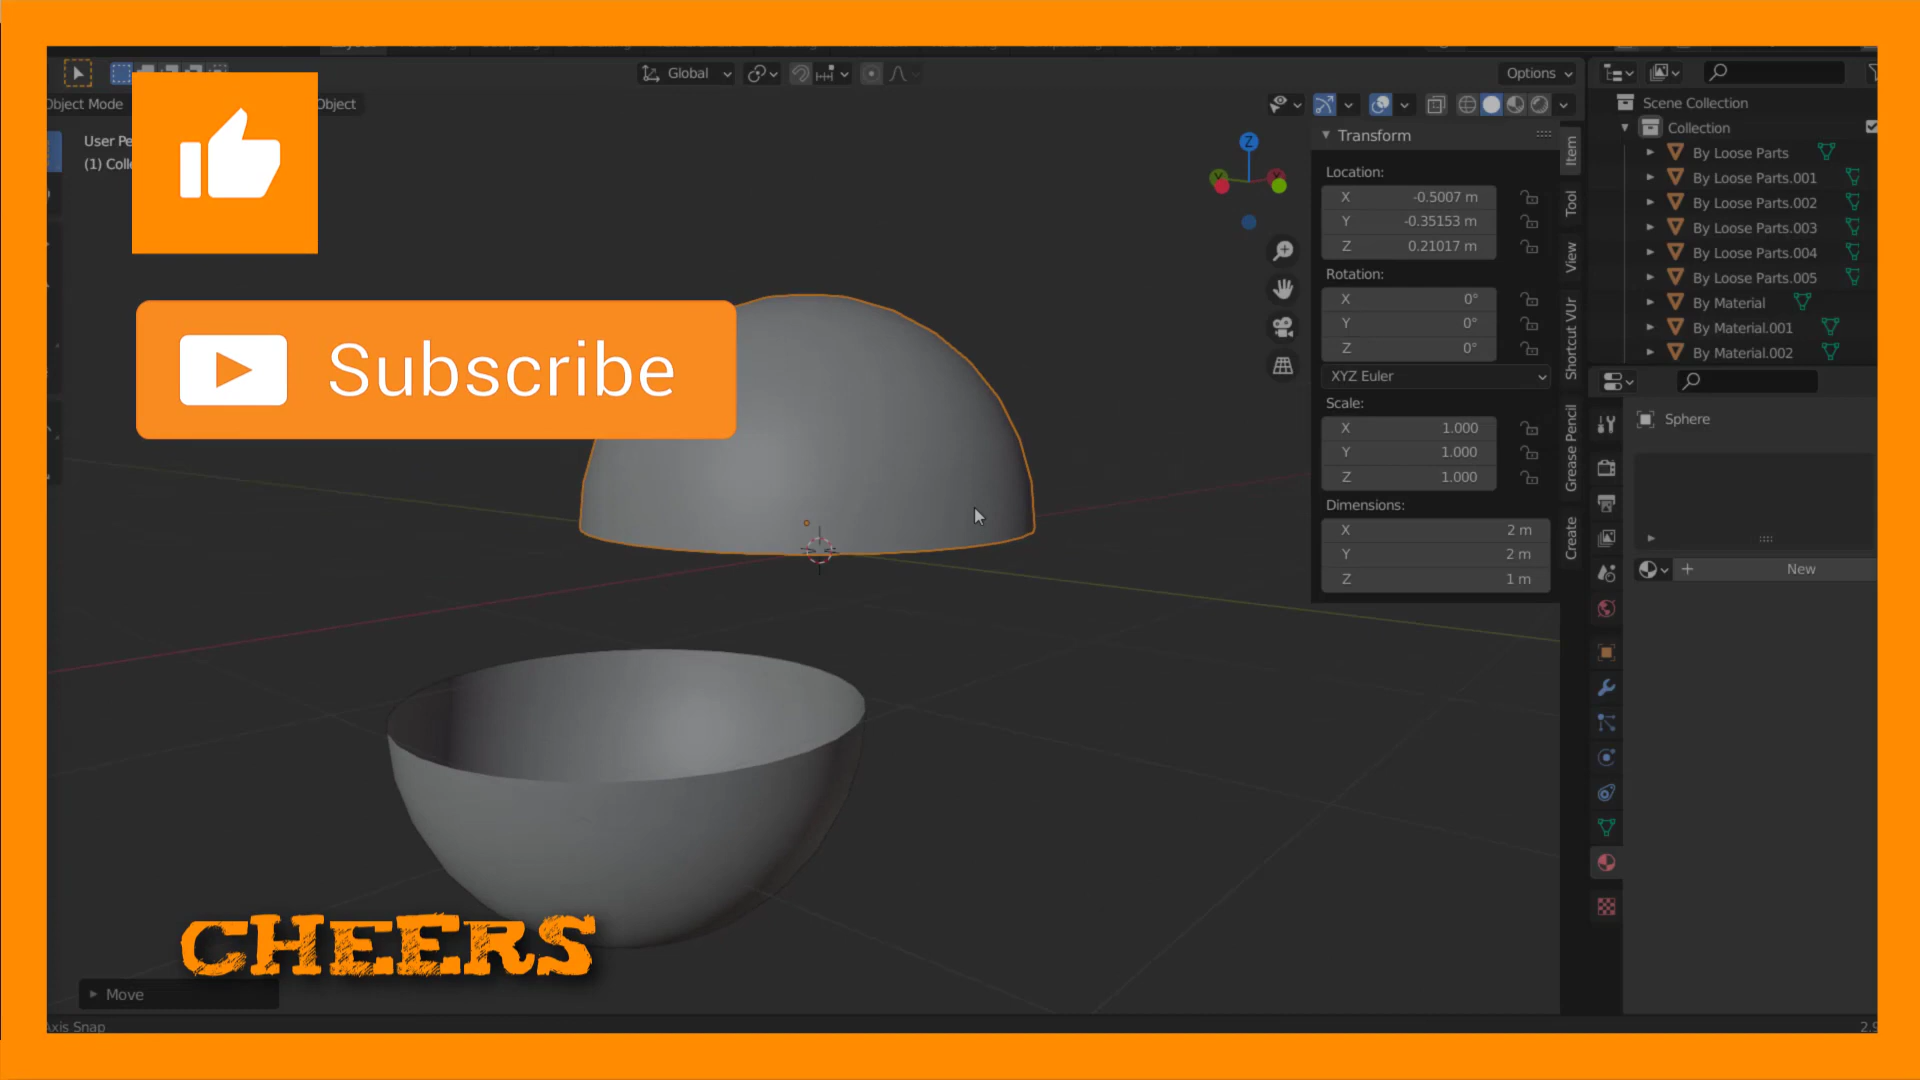 Global
Options
Object Mode
Object
User Pe
(1) Colle
Subscribe
CHEERS
Move
Axis Snap
Transform
Location:
X -0.5007 m
Y -0.35153 m
Z 0.21017 m
Rotation:
X 0°
Y 0°
Z 0°
XYZ Euler
Scale:
X 1.000
Y 1.000
Z 1.000
Dimensions:
X 2 m
Y 2 m
Z 1 m
Item
Tool
View
Shortcut VUr
Grease Pencil
Create
Z
Scene Collection
Collection
By Loose Parts
By Loose Parts.001
By Loose Parts.002
By Loose Parts.003
By Loose Parts.004
By Loose Parts.005
By Material
By Material.001
By Material.002
Sphere
New